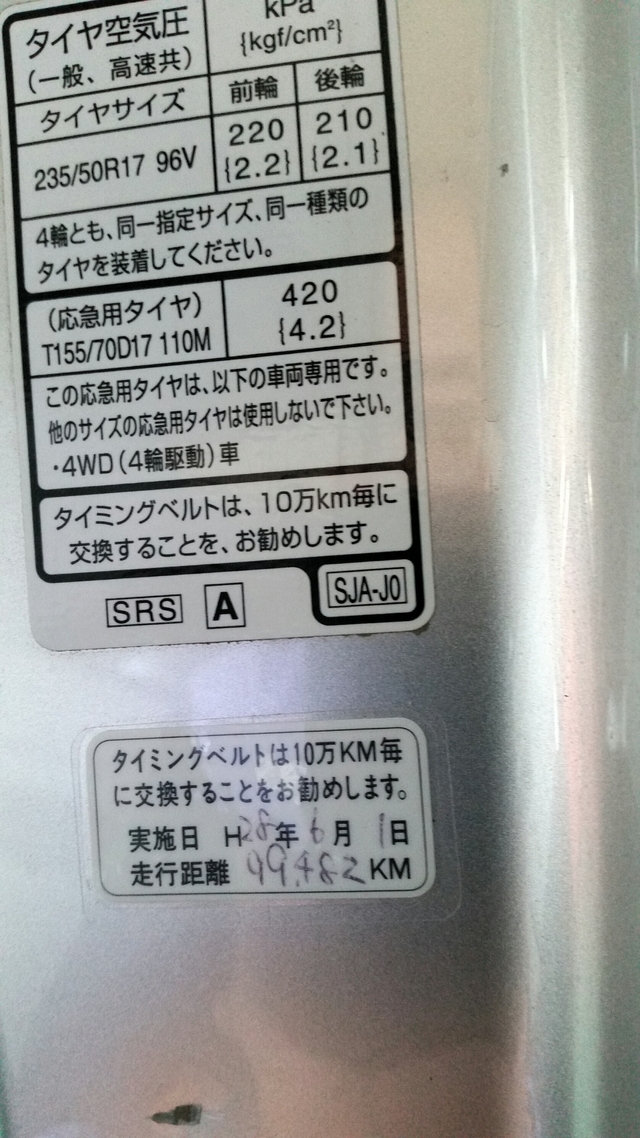 タイヤ空気圧
(一般、高速共)
kPa
{kgf/cm²}
タイヤサイズ 前輪 後輪
235/50R17 96V 220 210
{2.2} {2.1}
4輪とも、同一指定サイズ、同一種類の
タイヤを装着してください。
(応急用タイヤ) 420
T155/70D17 110M {4.2}
この応急用タイヤは、以下の車両専用です。
他のサイズの応急用タイヤは使用しないで下さい。
・4WD(4輪駆動)車
タイミングベルトは、10万km毎に
交換することを、お勧めします。
SRS A SJA-J0
タイミングベルトは10万KM毎
に交換することをお勧めします。
実施日 H28年6月1日
走行距離 99,482KM